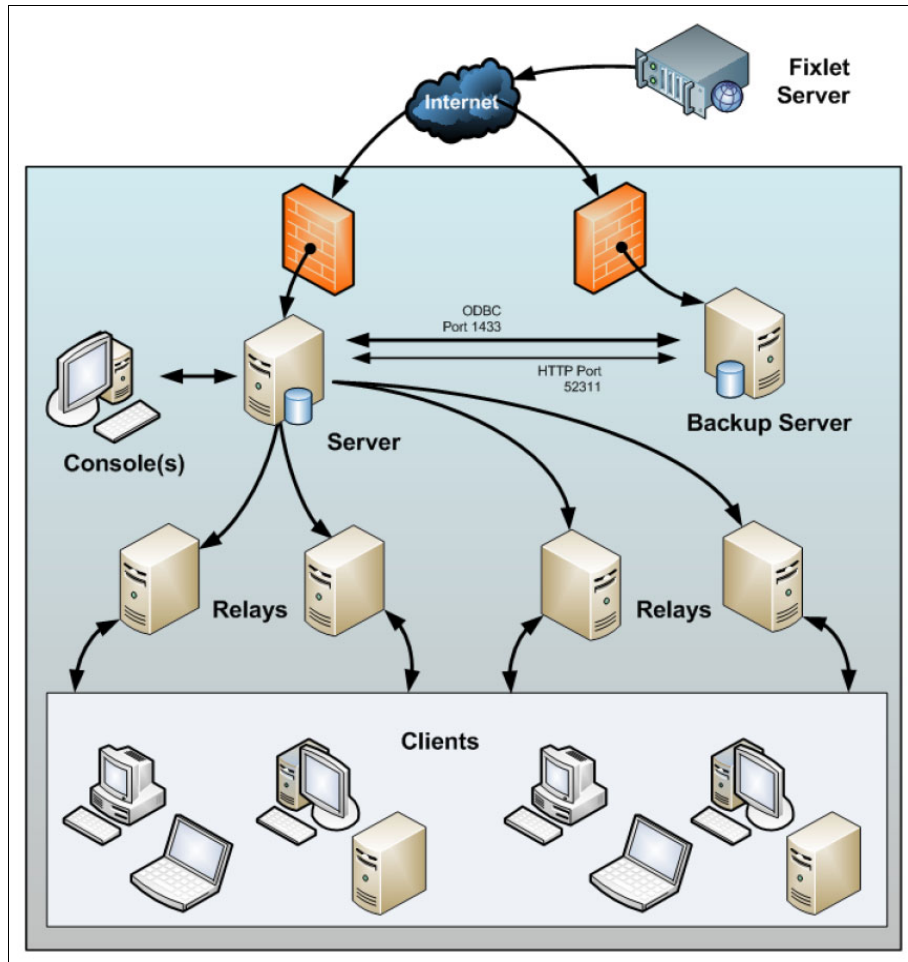 Internet
Fixlet
Server
ODBC
Port 1433
HTTP Port
52311
Console(s)
Server
Backup Server
Relays
Relays
Clients